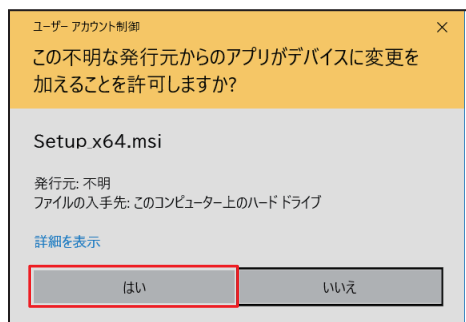 ユーザー アカウント制御
この不明な発行元からのアプリがデバイスに変更を
加えることを許可しますか?
Setup_x64.msi
発行元: 不明
ファイルの入手先: このコンピューター上のハード ドライブ
詳細を表示
はい
いいえ